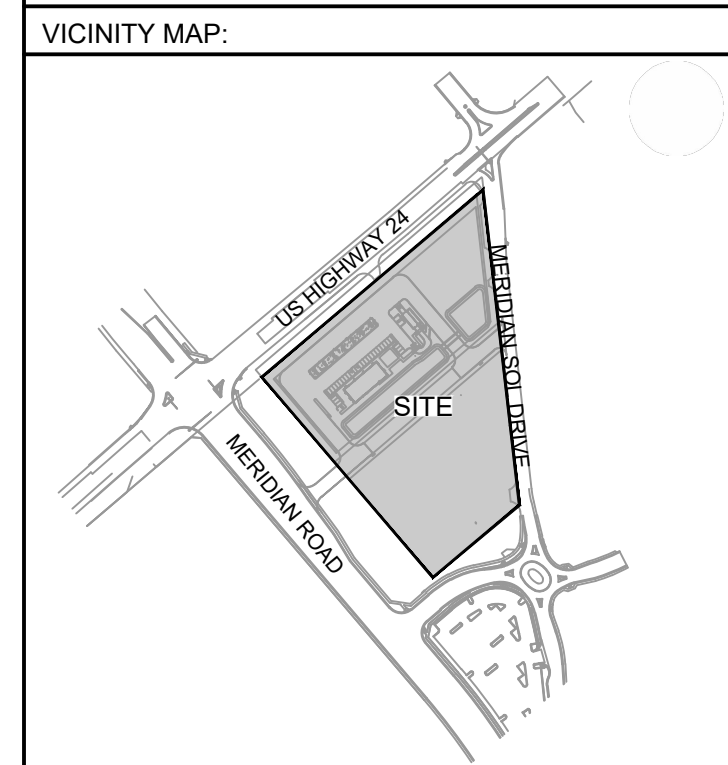 VICINITY MAP:
US HIGHWAY 24
MERIDIAN SOL DRIVE
SITE
MERIDIAN ROAD